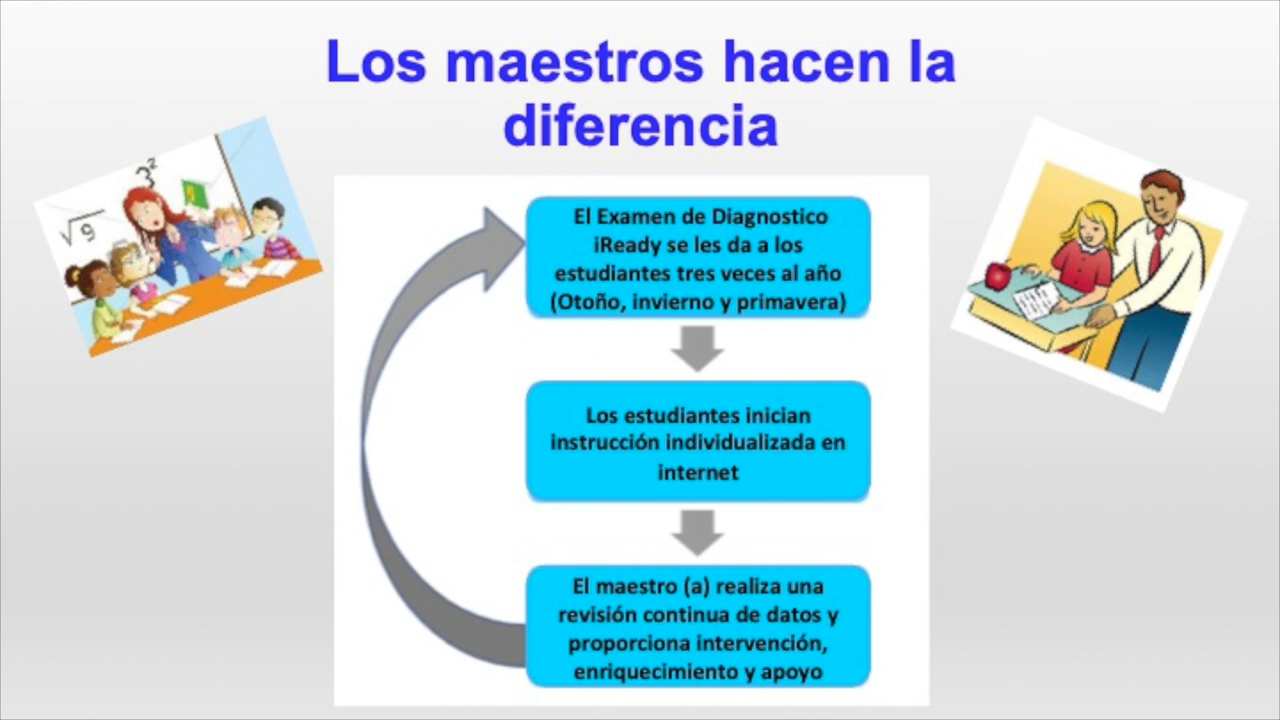 Los maestros hacen la
diferencia
3²
√9
El Examen de Diagnostico
iReady se les da a los
estudiantes tres veces al año
(Otoño, invierno y primavera)
Los estudiantes inician
instrucción individualizada en
internet
El maestro (a) realiza una
revisión continua de datos y
proporciona intervención,
enriquecimiento y apoyo